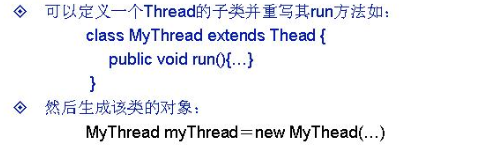 可以定义一个Thread的子类并重写其run方法如：
class MyThread extends Thead {
public void run(){…}
}
然后生成该类的对象：
MyThread myThread＝new MyThead(…)